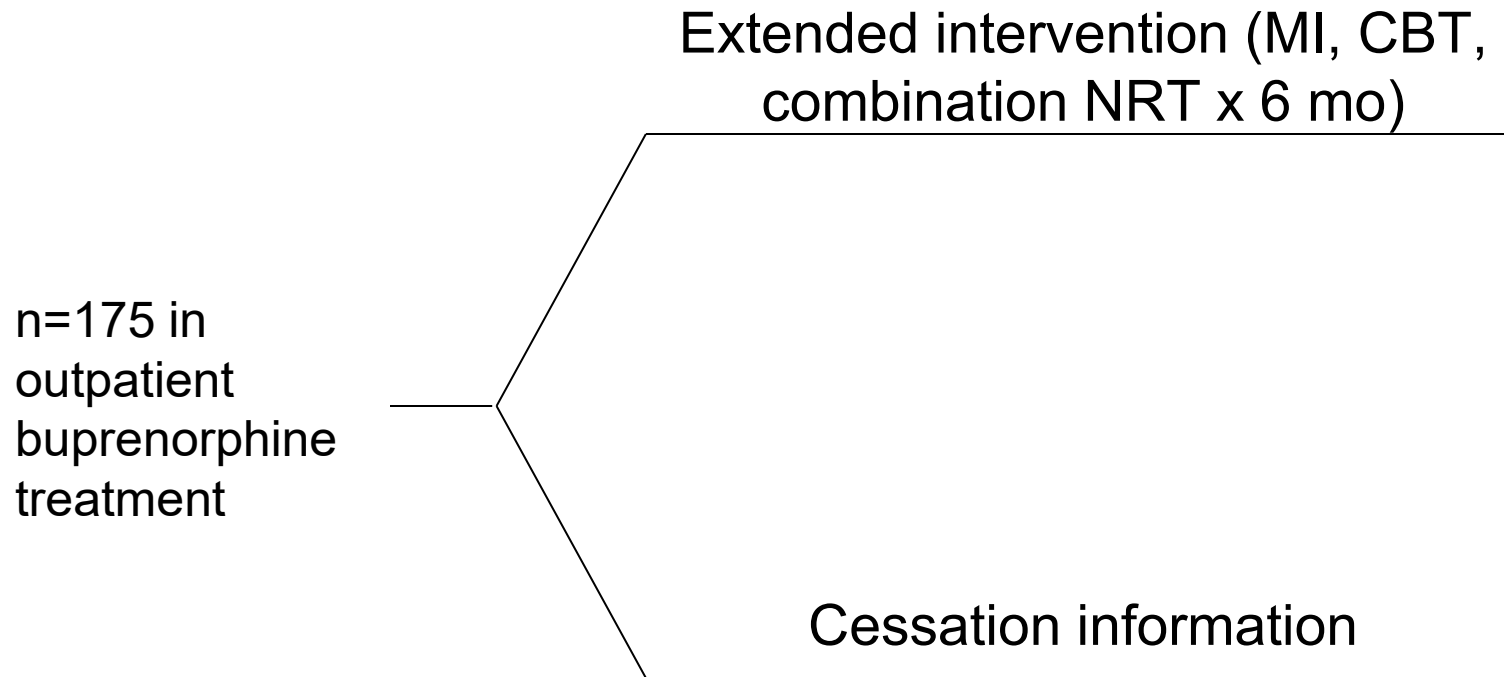 Extended intervention (MI, CBT,
combination NRT x 6 mo)
n=175 in
outpatient
buprenorphine
treatment
Cessation information